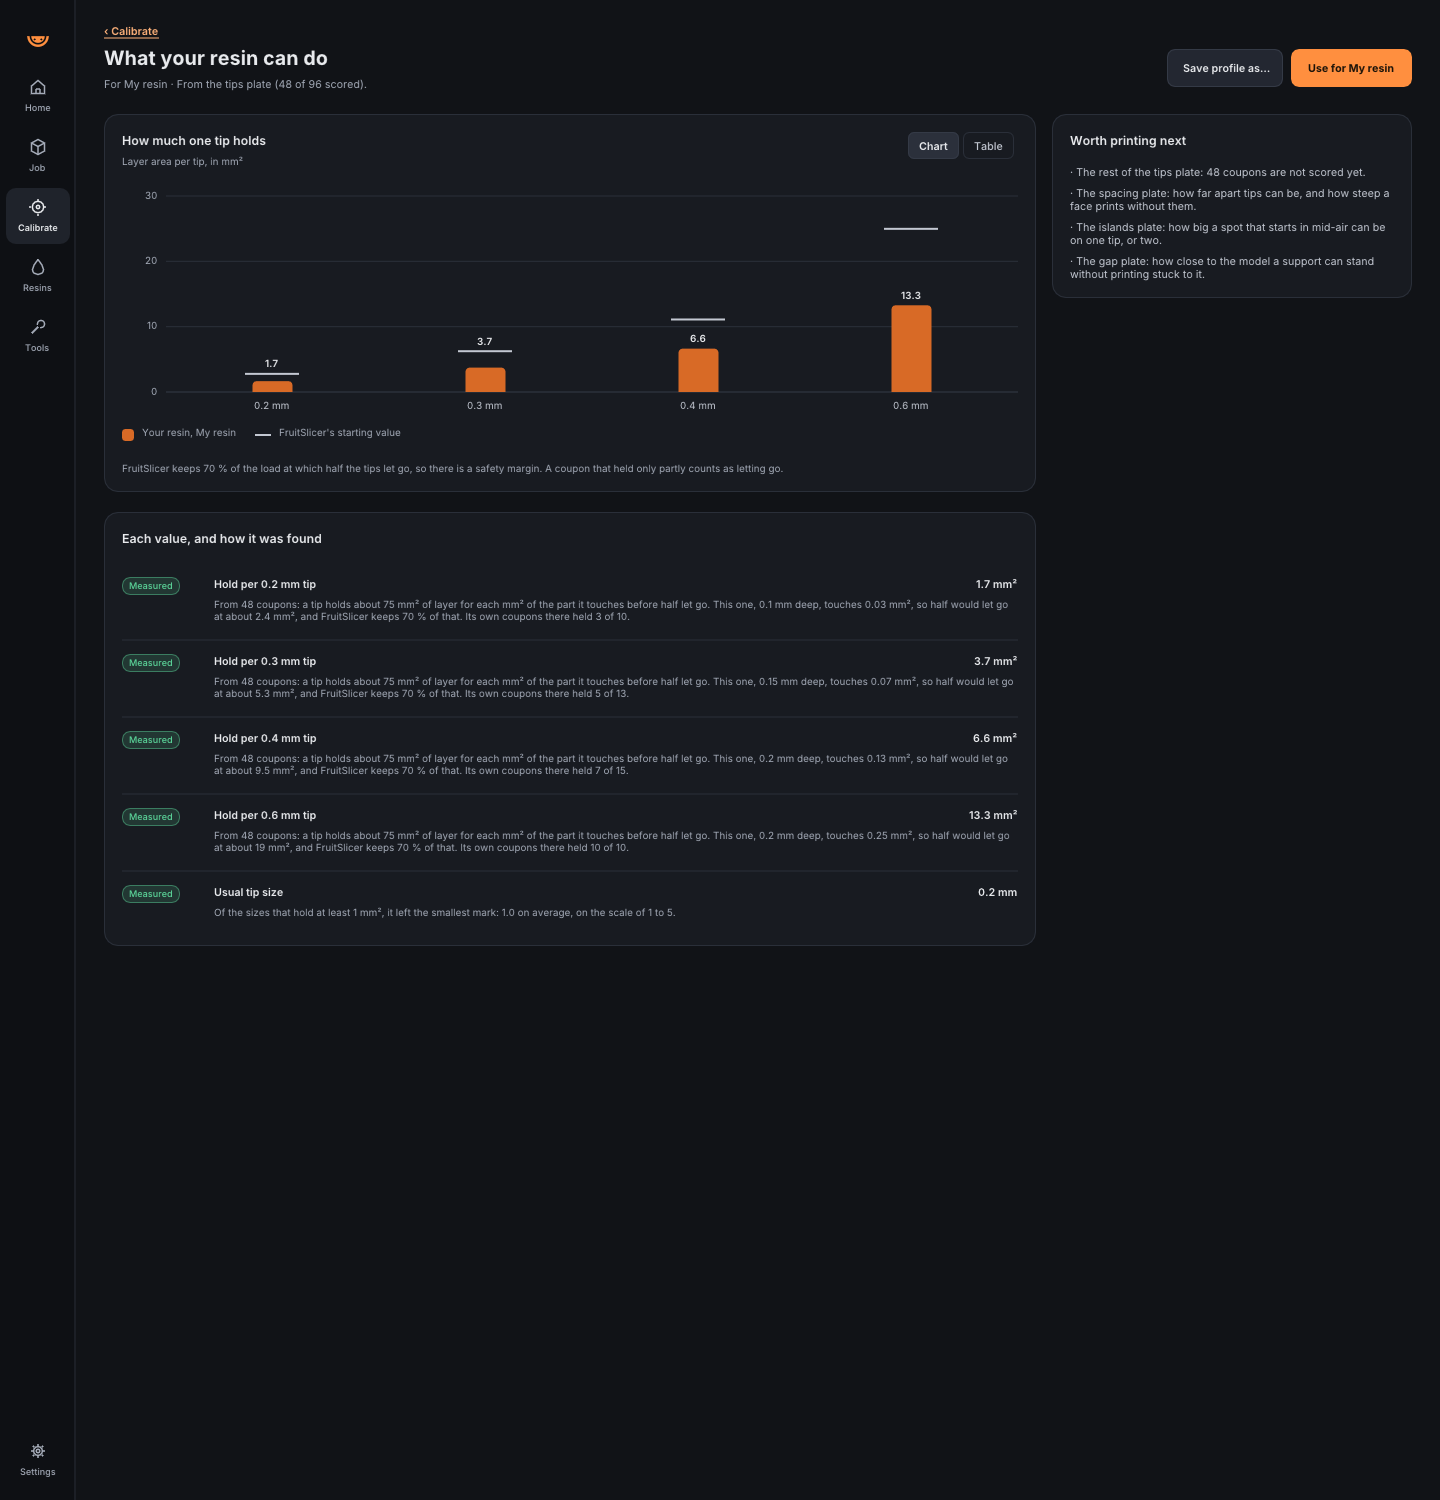 ‹ Calibrate
What your resin can do
For My resin · From the tips plate (48 of 96 scored).
Save profile as...
Use for My resin
Home
Job
Calibrate
Resins
Tools
Settings
How much one tip holds
Layer area per tip, in mm²
Chart
Table
30
20
10
0
1.7
3.7
6.6
13.3
0.2 mm
0.3 mm
0.4 mm
0.6 mm
Your resin, My resin
FruitSlicer's starting value
FruitSlicer keeps 70 % of the load at which half the tips let go, so there is a safety margin. A coupon that held only partly counts as letting go.
Worth printing next
· The rest of the tips plate: 48 coupons are not scored yet.
· The spacing plate: how far apart tips can be, and how steep a
face prints without them.
· The islands plate: how big a spot that starts in mid-air can be
on one tip, or two.
· The gap plate: how close to the model a support can stand
without printing stuck to it.
Each value, and how it was found
Measured
Hold per 0.2 mm tip
1.7 mm²
From 48 coupons: a tip holds about 75 mm² of layer for each mm² of the part it touches before half let go. This one, 0.1 mm deep, touches 0.03 mm², so half would let go
at about 2.4 mm², and FruitSlicer keeps 70 % of that. Its own coupons there held 3 of 10.
Measured
Hold per 0.3 mm tip
3.7 mm²
From 48 coupons: a tip holds about 75 mm² of layer for each mm² of the part it touches before half let go. This one, 0.15 mm deep, touches 0.07 mm², so half would let go
at about 5.3 mm², and FruitSlicer keeps 70 % of that. Its own coupons there held 5 of 13.
Measured
Hold per 0.4 mm tip
6.6 mm²
From 48 coupons: a tip holds about 75 mm² of layer for each mm² of the part it touches before half let go. This one, 0.2 mm deep, touches 0.13 mm², so half would let go
at about 9.5 mm², and FruitSlicer keeps 70 % of that. Its own coupons there held 7 of 15.
Measured
Hold per 0.6 mm tip
13.3 mm²
From 48 coupons: a tip holds about 75 mm² of layer for each mm² of the part it touches before half let go. This one, 0.2 mm deep, touches 0.25 mm², so half would let go
at about 19 mm², and FruitSlicer keeps 70 % of that. Its own coupons there held 10 of 10.
Measured
Usual tip size
0.2 mm
Of the sizes that hold at least 1 mm², it left the smallest mark: 1.0 on average, on the scale of 1 to 5.